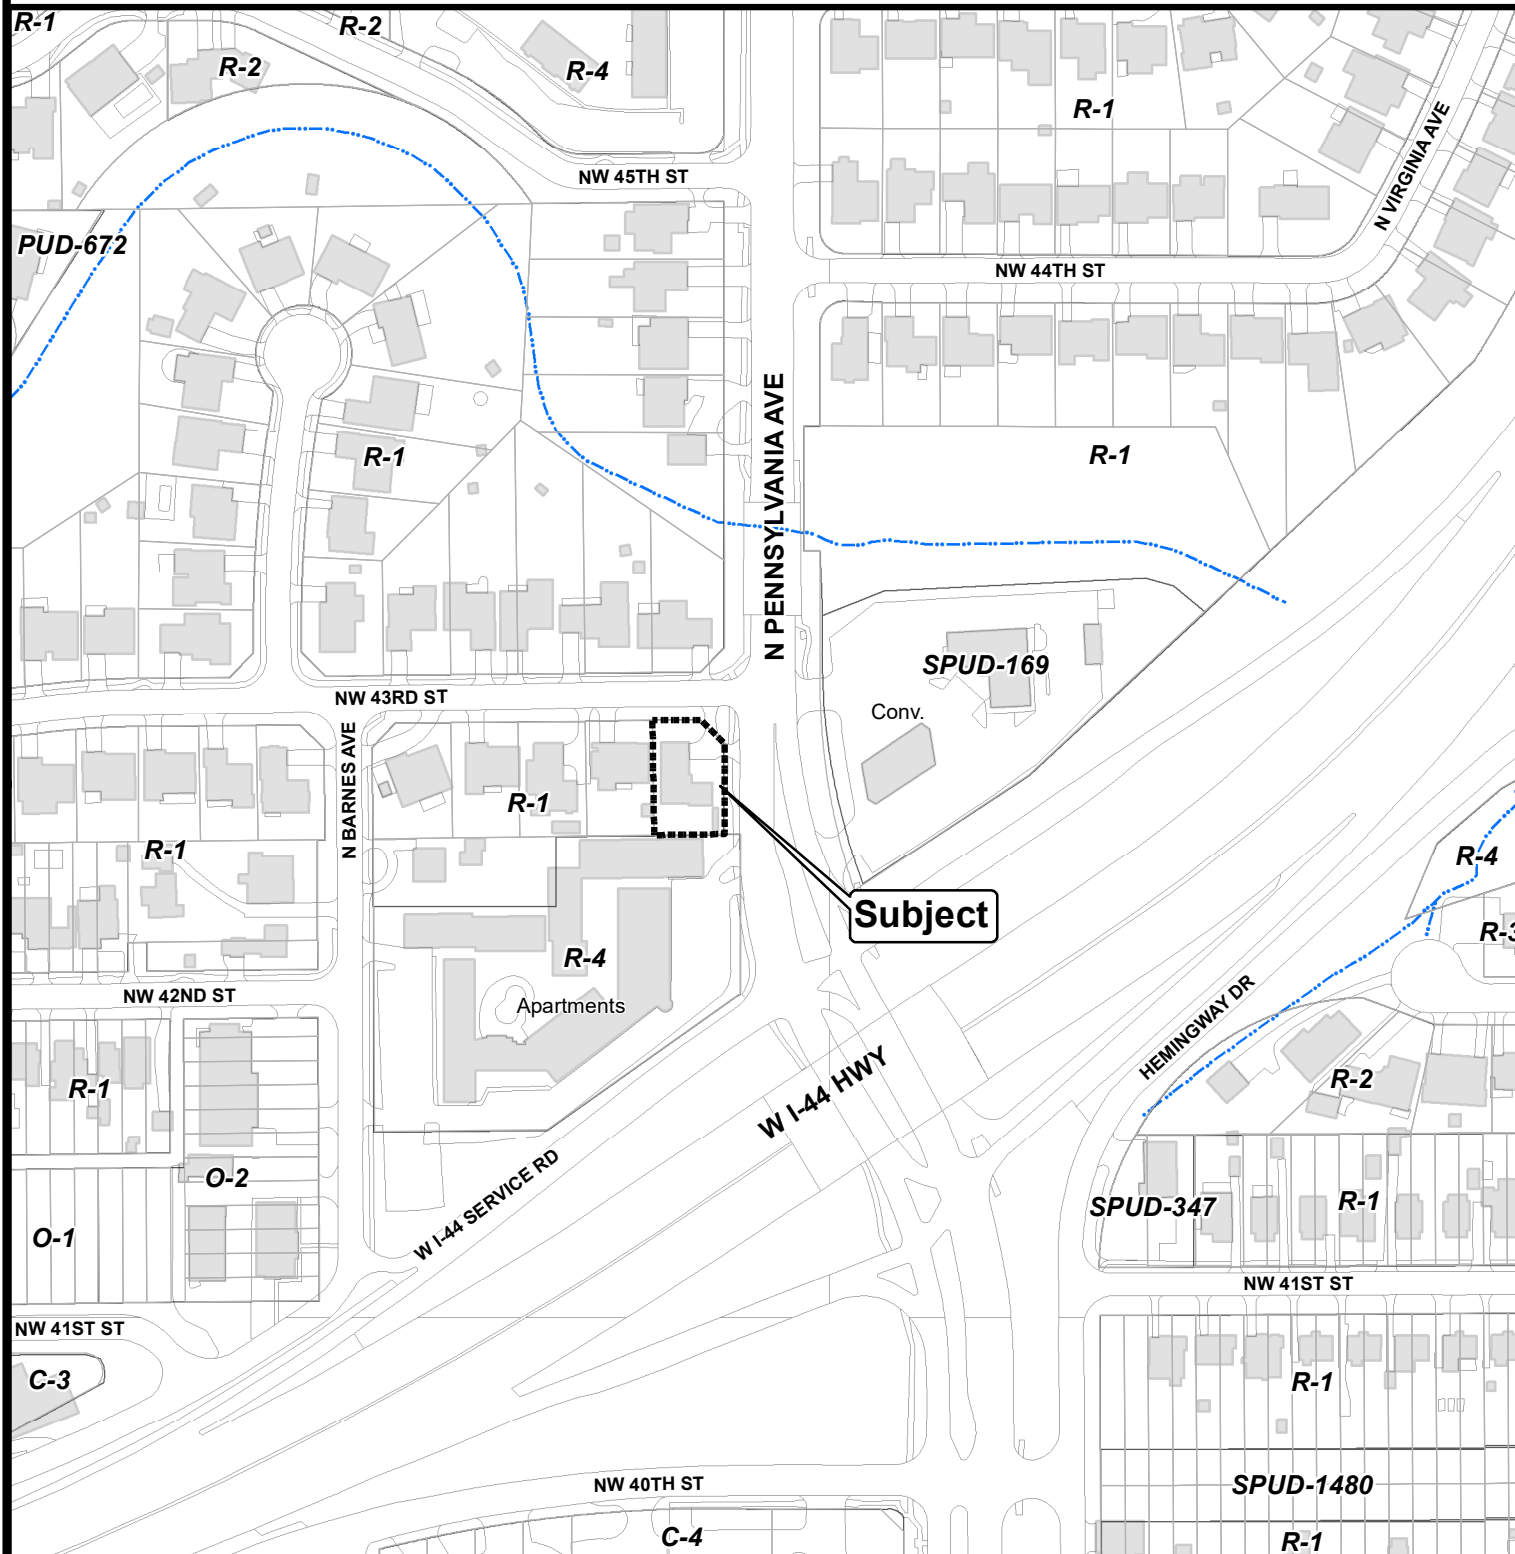 R-1
R-2
R-2
R-4
R-1
NW 45TH ST
N VIRGINIA AVE
PUD-672
NW 44TH ST
N PENNSYLVANIA AVE
R-1
R-1
SPUD-169
NW 43RD ST
Conv.
N BARNES AVE
R-1
R-1
R-4
Subject
R-3
R-4
NW 42ND ST
Apartments
HEMINGWAY DR
W I-44 HWY
R-1
R-2
O-2
W I-44 SERVICE RD
SPUD-347
R-1
O-1
NW 41ST ST
NW 41ST ST
C-3
R-1
NW 40TH ST
SPUD-1480
C-4
R-1